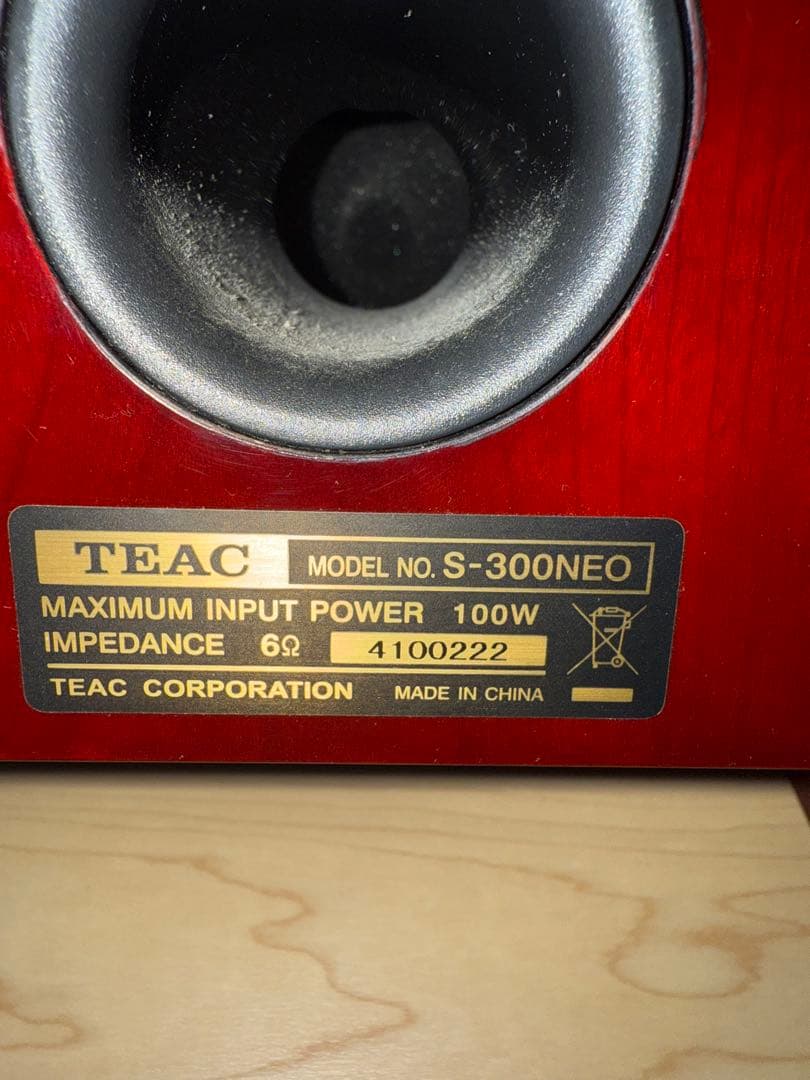 TEAC MODEL NO. S-300NEO
MAXIMUM INPUT POWER 100W
IMPEDANCE 6Ω 4100222
TEAC CORPORATION MADE IN CHINA